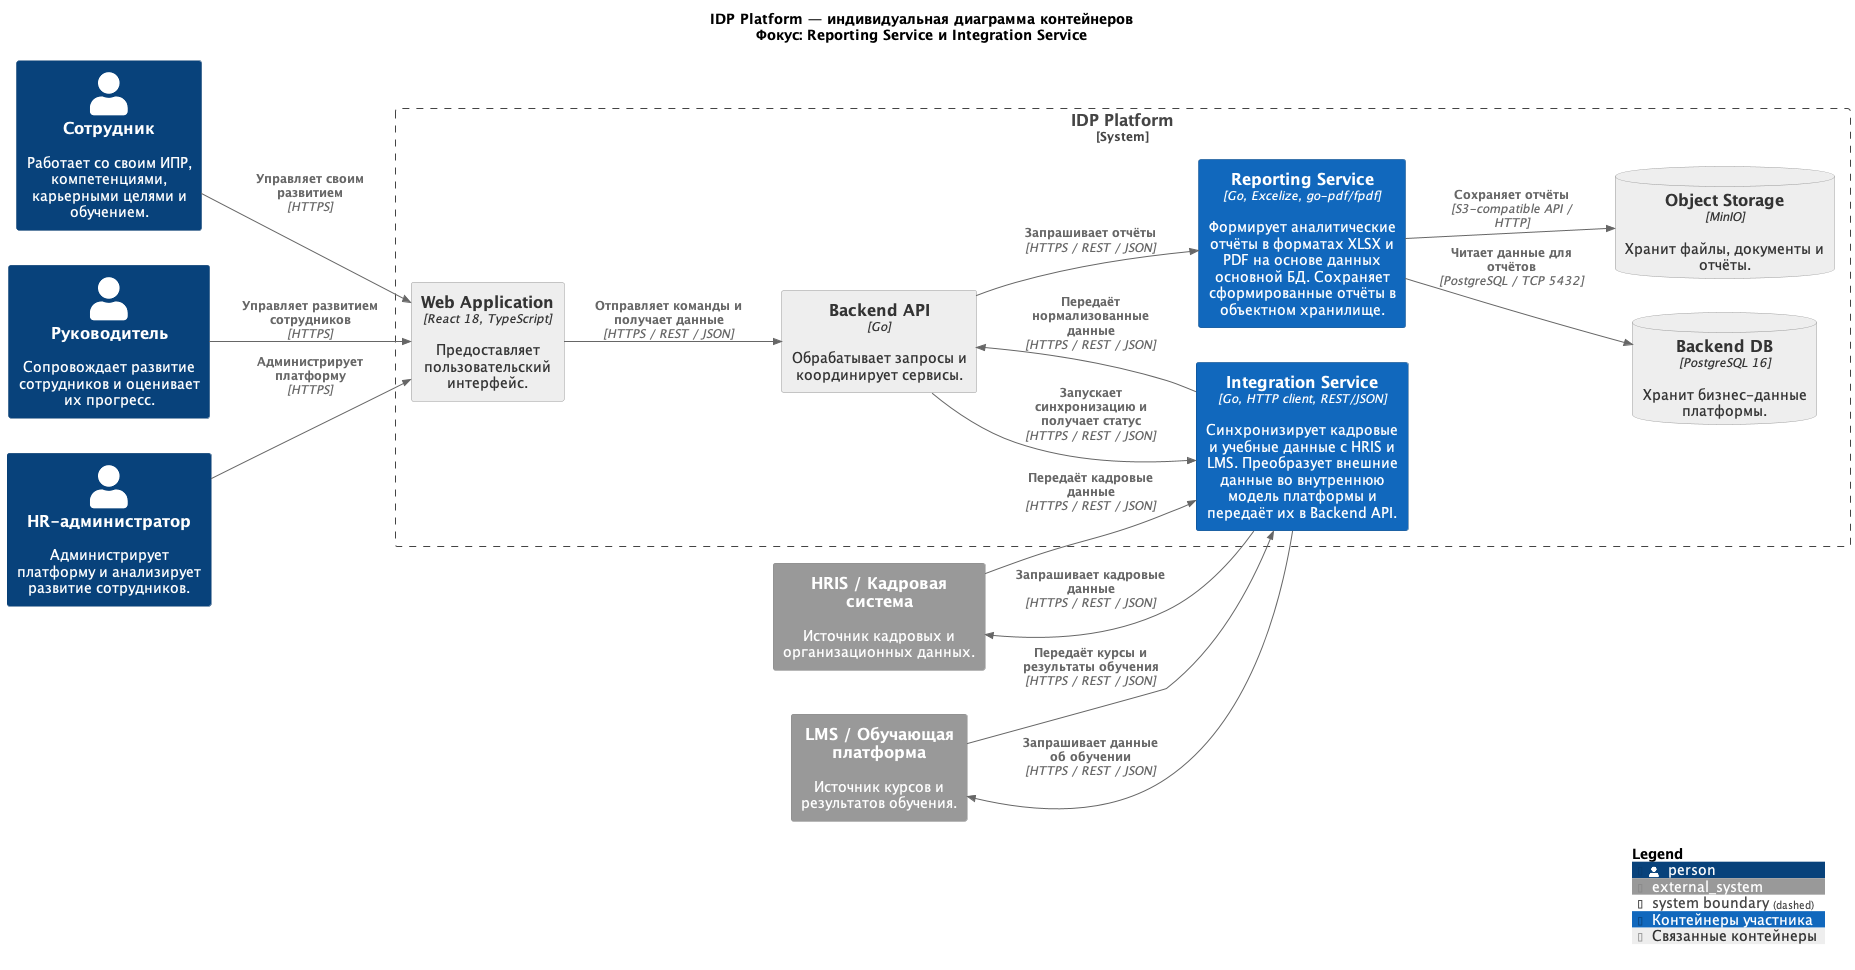 IDP Platform — индивидуальная диаграмма контейнеров
Фокус: Reporting Service и Integration Service
Сотрудник
Работает со своим ИПР,
компетенциями,
карьерными целями и
обучением.
Управляет своим
развитием
[HTTPS]
Руководитель
Сопровождает развитие
сотрудников и оценивает
их прогресс.
Управляет развитием
сотрудников
[HTTPS]
HR-администратор
Администрирует
платформу и анализирует
развитие сотрудников.
Администрирует
платформу
[HTTPS]
IDP Platform
[System]
Web Application
[React 18, TypeScript]
Предоставляет
пользовательский
интерфейс.
Отправляет команды и
получает данные
[HTTPS / REST / JSON]
Backend API
[Go]
Обрабатывает запросы и
координирует сервисы.
Запрашивает отчёты
[HTTPS / REST / JSON]
Передаёт
нормализованные
данные
[HTTPS / REST / JSON]
Запускает
синхронизацию и
получает статус
[HTTPS / REST / JSON]
Передаёт кадровые
данные
[HTTPS / REST / JSON]
Reporting Service
[Go, Excelize, go-pdf/fpdf]
Формирует аналитические
отчёты в форматах XLSX и
PDF на основе данных
основной БД. Сохраняет
сформированные отчёты в
объектном хранилище.
Integration Service
[Go, HTTP client, REST/JSON]
Синхронизирует кадровые
и учебные данные с HRIS и
LMS. Преобразует внешние
данные во внутреннюю
модель платформы и
передаёт их в Backend API.
Сохраняет отчёты
[S3-compatible API /
HTTP]
Читает данные для
отчётов
[PostgreSQL / TCP 5432]
Object Storage
[MinIO]
Хранит файлы, документы и
отчёты.
Backend DB
[PostgreSQL 16]
Хранит бизнес-данные
платформы.
HRIS / Кадровая
система
Источник кадровых и
организационных данных.
Запрашивает кадровые
данные
[HTTPS / REST / JSON]
Передаёт курсы и
результаты обучения
[HTTPS / REST / JSON]
LMS / Обучающая
платформа
Источник курсов и
результатов обучения.
Запрашивает данные
об обучении
[HTTPS / REST / JSON]
Legend
person
external_system
system boundary (dashed)
Контейнеры участника
Связанные контейнеры